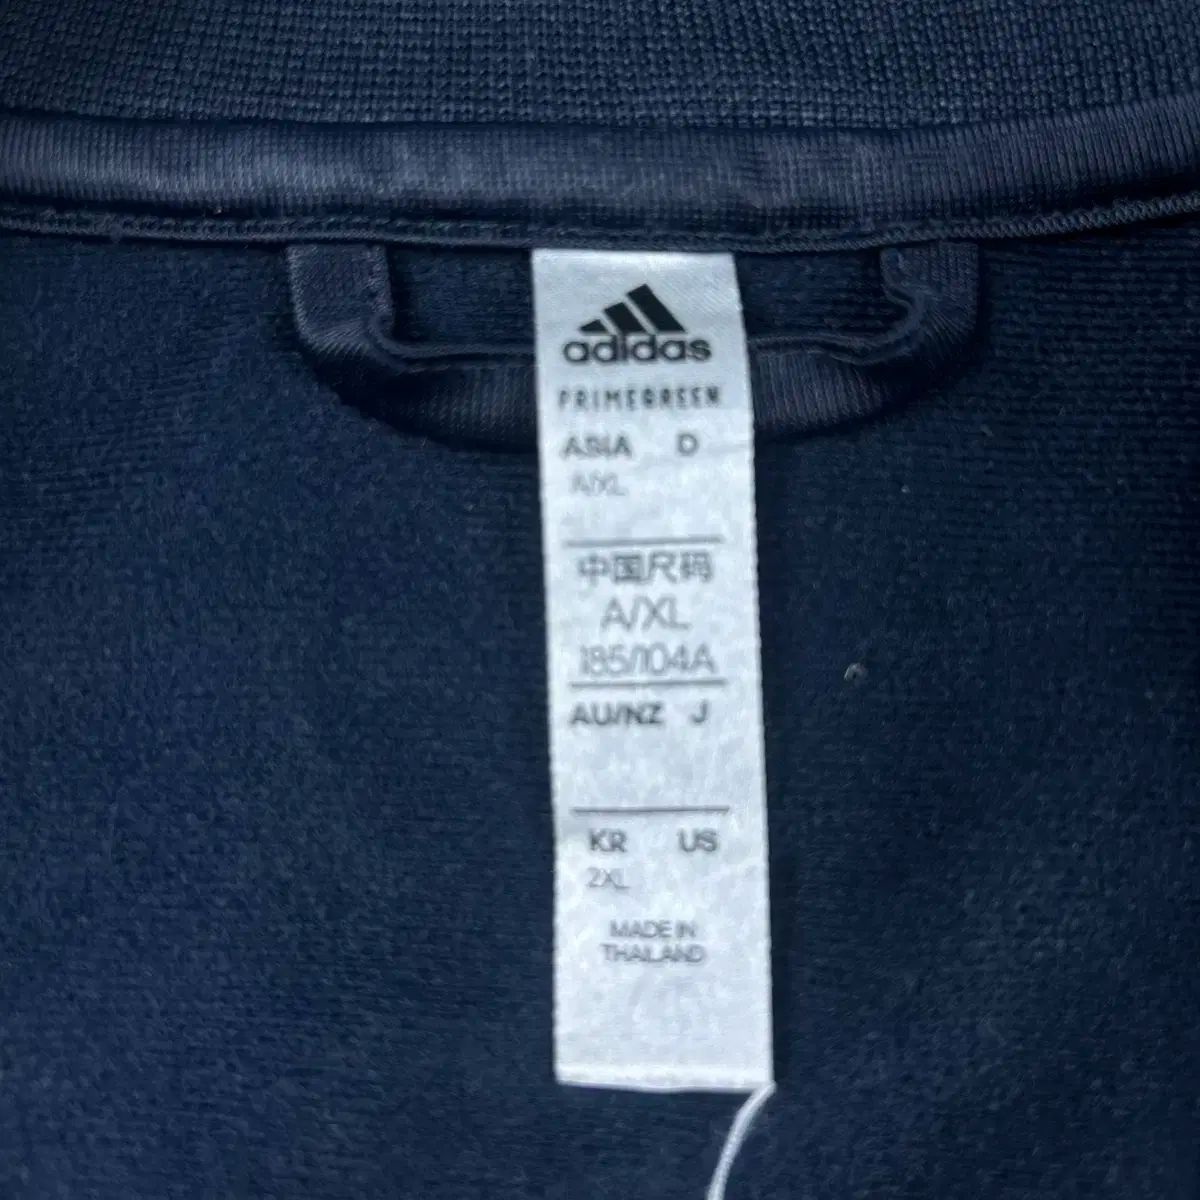 adidas
PRIMEGREEN
ASIA D
A/XL
中国尺码
A/XL
185/104A
AU/NZ J
KR US
2XL
MADE IN
THAILAND